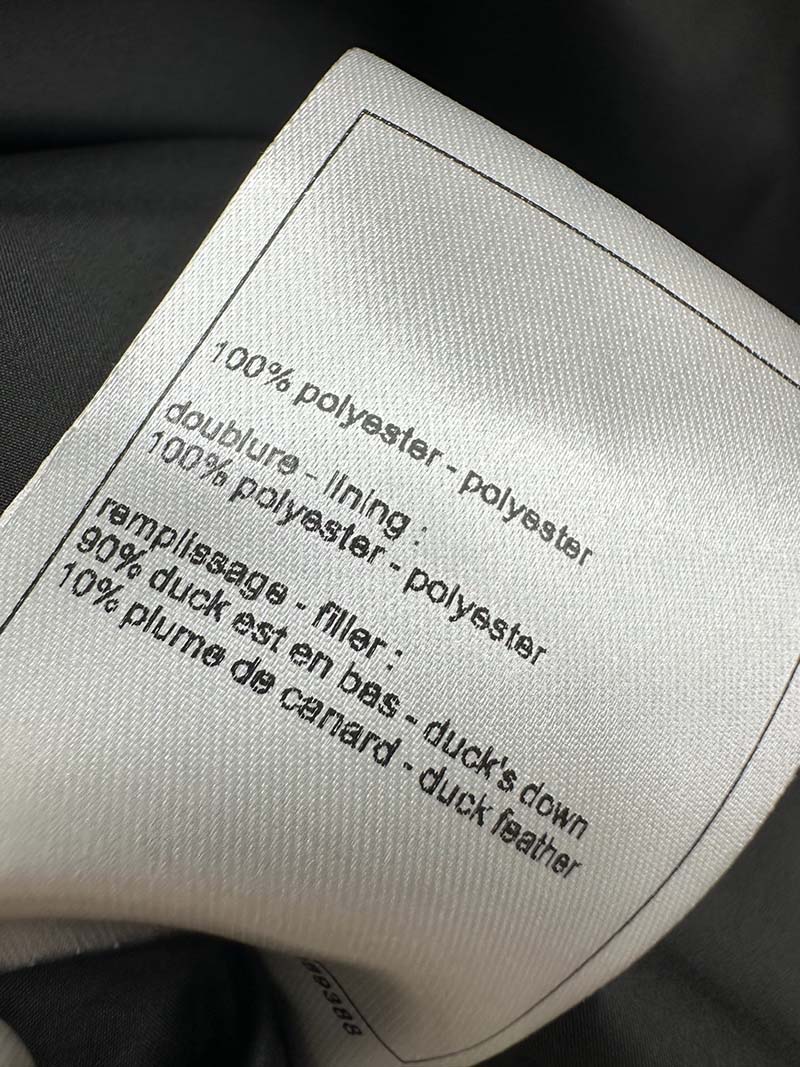 100% polyester - polyester
doublure - lining :
100% polyester - polyester
remplissage - filler :
90% duck est en bas - duck's down
10% plume de canard - duck feather